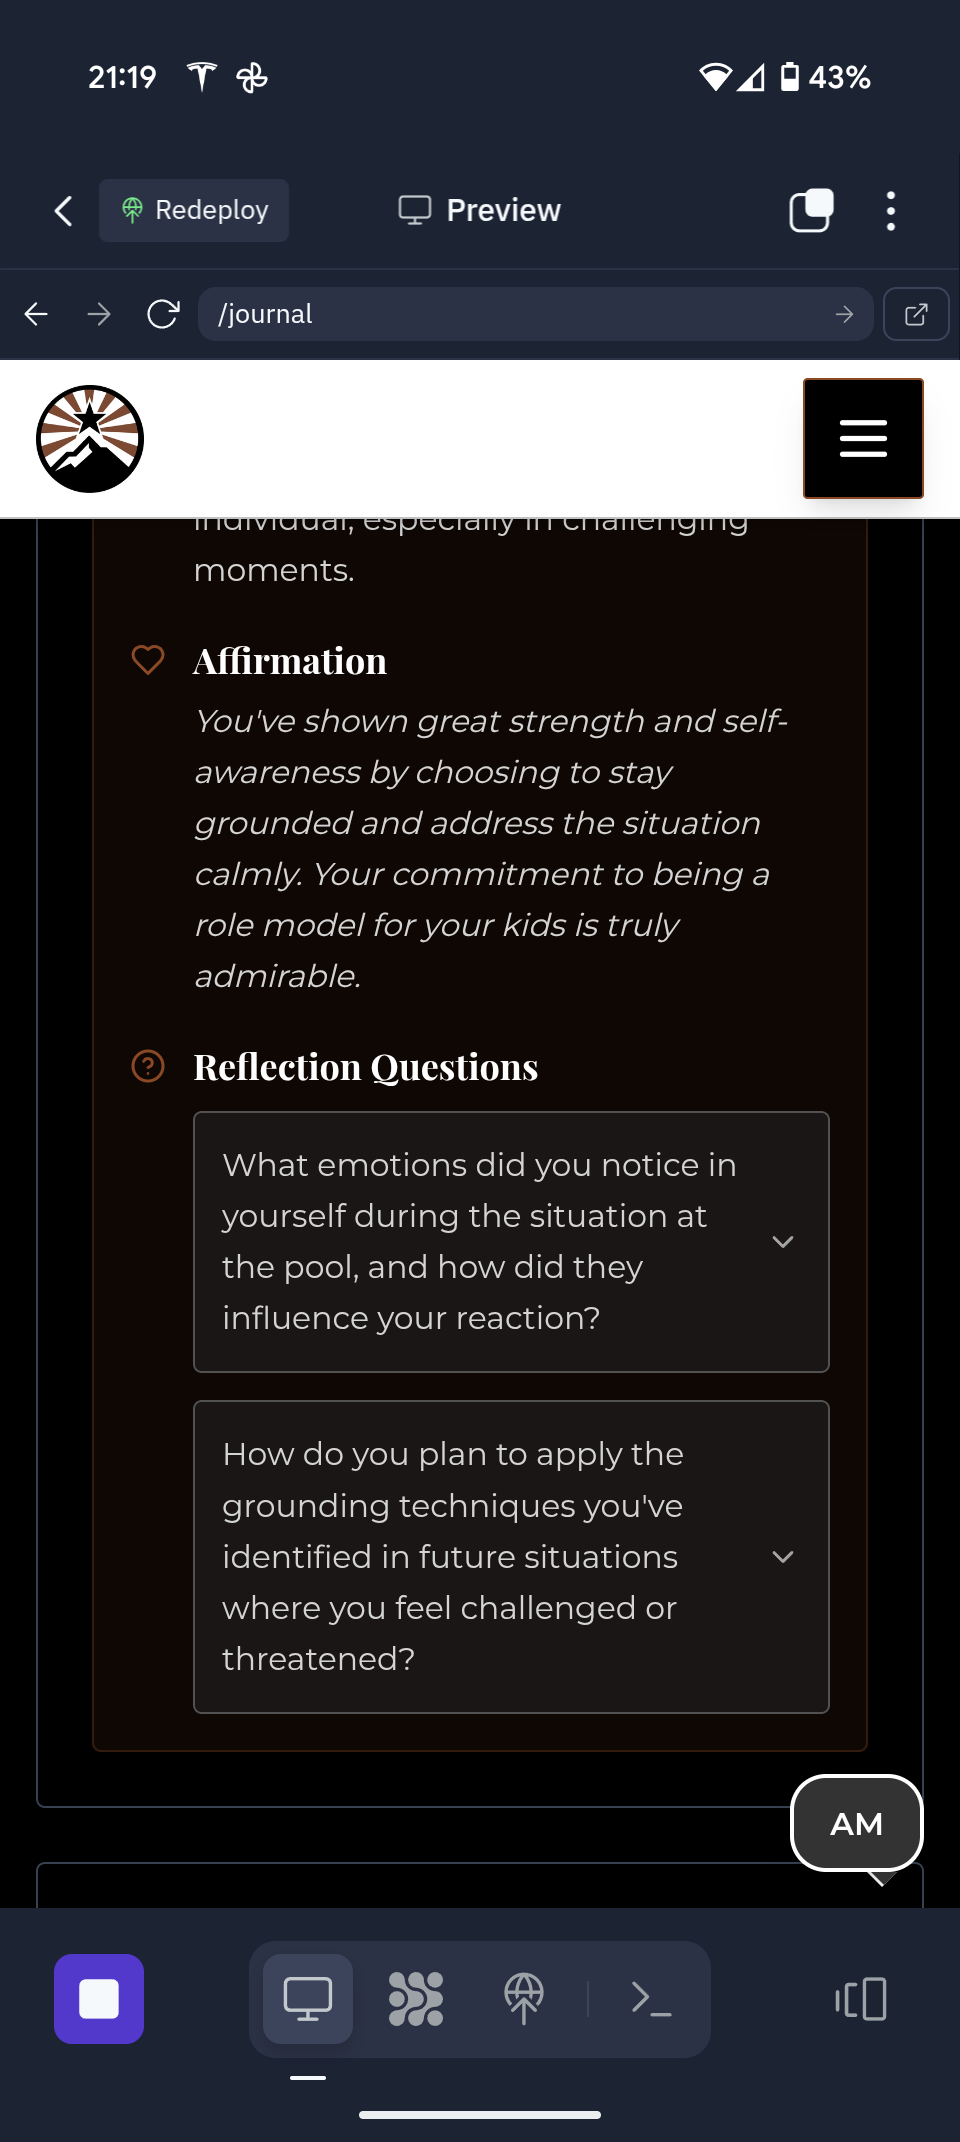 21:19
43%
Redeploy
Preview
/journal
individual, especially in challenging
moments.
Affirmation
You've shown great strength and self-
awareness by choosing to stay
grounded and address the situation
calmly. Your commitment to being a
role model for your kids is truly
admirable.
Reflection Questions
What emotions did you notice in
yourself during the situation at
the pool, and how did they
influence your reaction?
How do you plan to apply the
grounding techniques you've
identified in future situations
where you feel challenged or
threatened?
AM